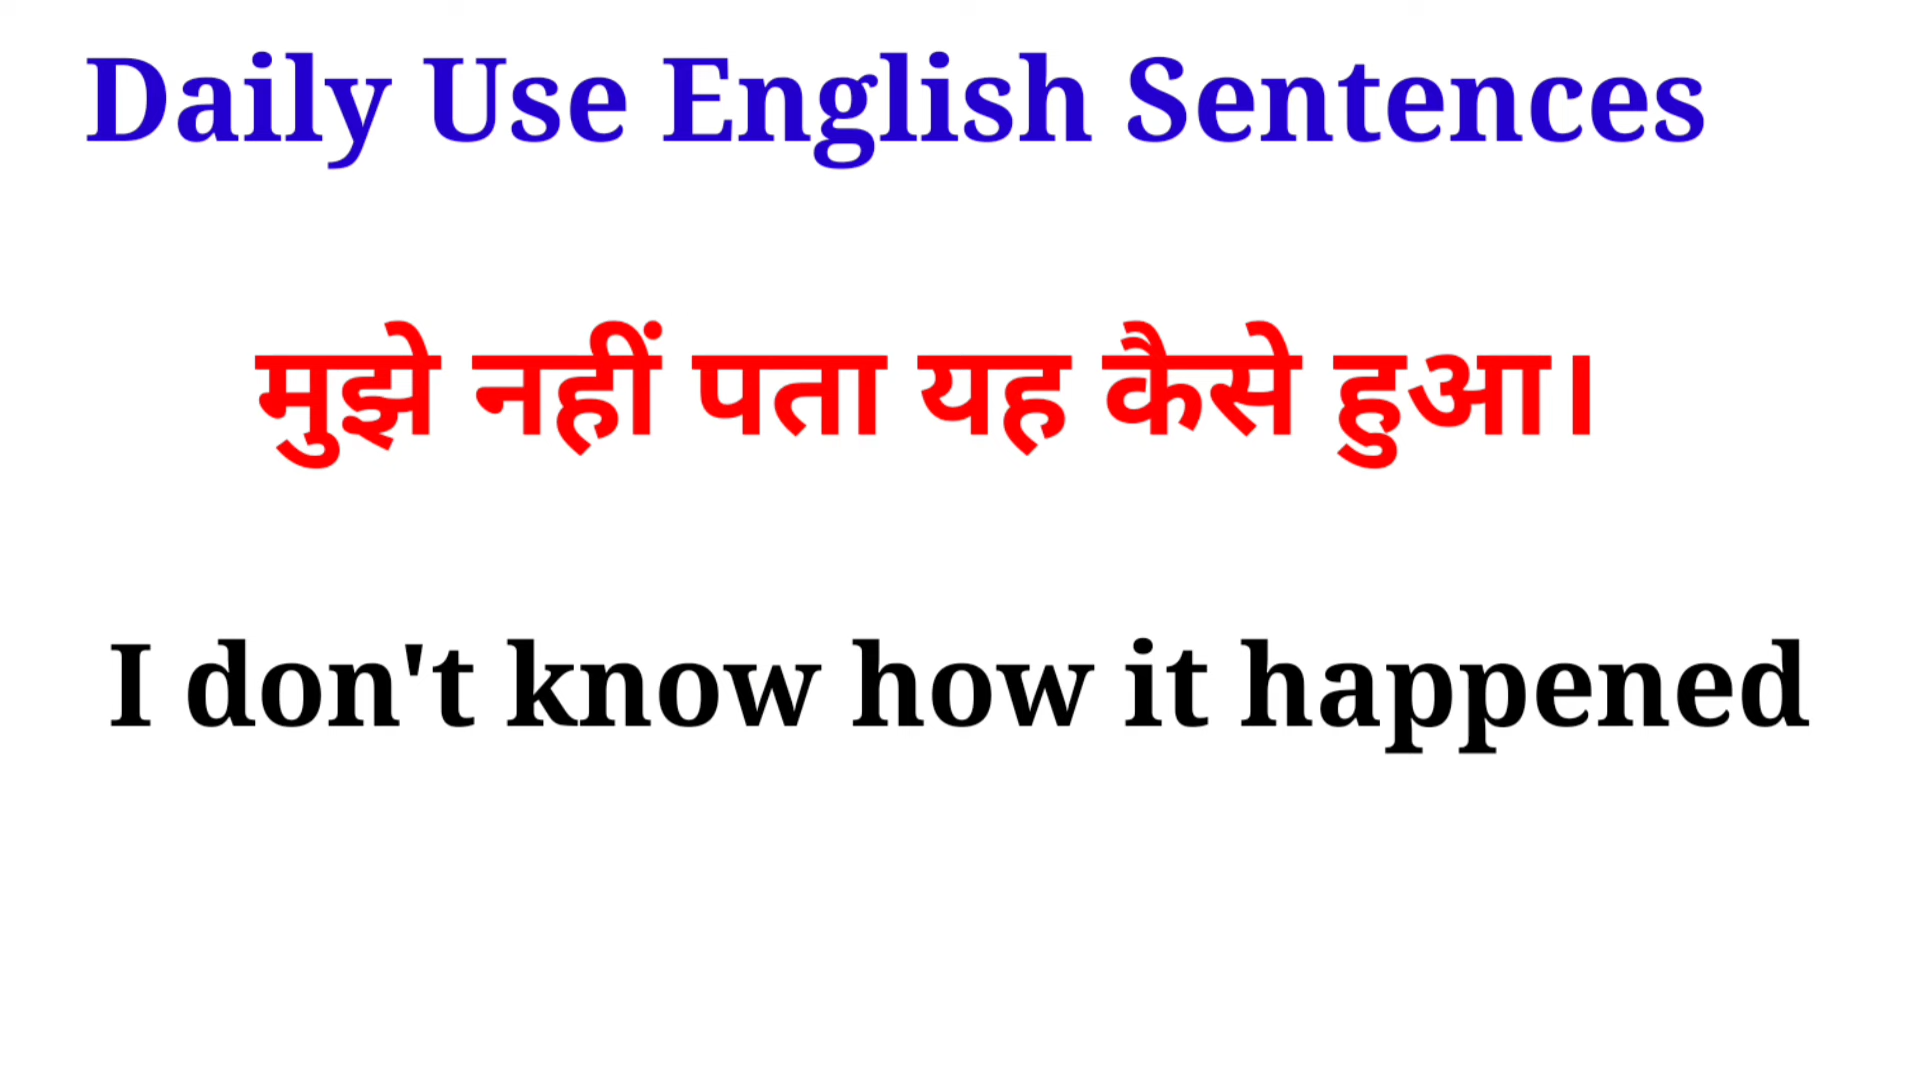 Daily Use English Sentences
मुझे नहीं पता यह कैसे हुआ।
I don't know how it happened